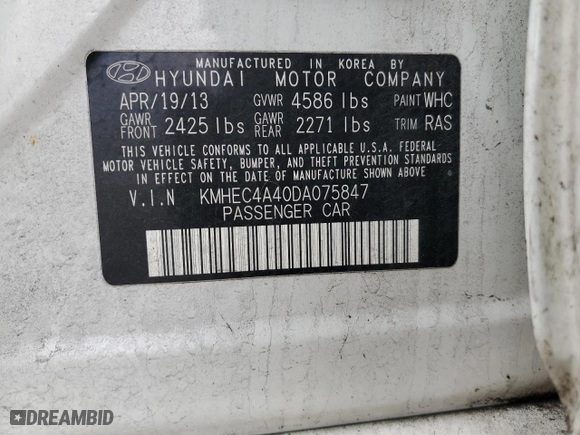 MANUFACTURED IN KOREA BY
HYUNDAI MOTOR COMPANY
APR/19/13 GVWR 4586 lbs PAINT WHC
GAWR FRONT 2425 lbs GAWR REAR 2271 lbs TRIM RAS
THIS VEHICLE CONFORMS TO ALL APPLICABLE U.S.A. FEDERAL
MOTOR VEHICLE SAFETY, BUMPER, AND THEFT PREVENTION STANDARDS
IN EFFECT ON THE DATE OF MANUFACTURE SHOWN ABOVE.
V.I.N KMHEC4A40DA075847
PASSENGER CAR
DREAMBID